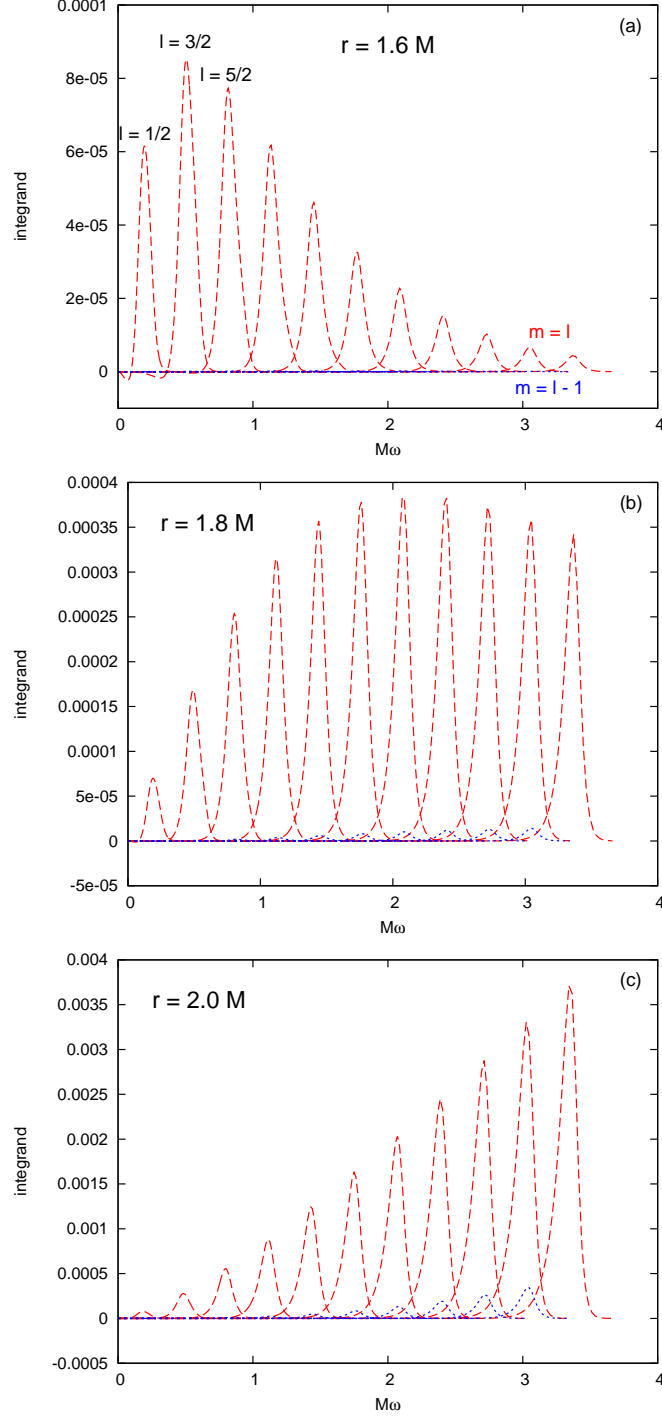 0.0001
8e-05
6e-05
4e-05
2e-05
0
integrand
(a)
r = 1.6 M
l = 1/2
l = 3/2
l = 5/2
m = l
m = l - 1
0 1 2 3 4
Mω
0.0004
0.00035
0.0003
0.00025
0.0002
0.00015
0.0001
5e-05
0
-5e-05
integrand
(b)
r = 1.8 M
0 1 2 3 4
Mω
0.004
0.0035
0.003
0.0025
0.002
0.0015
0.001
0.0005
0
-0.0005
integrand
(c)
r = 2.0 M
0 1 2 3 4
Mω